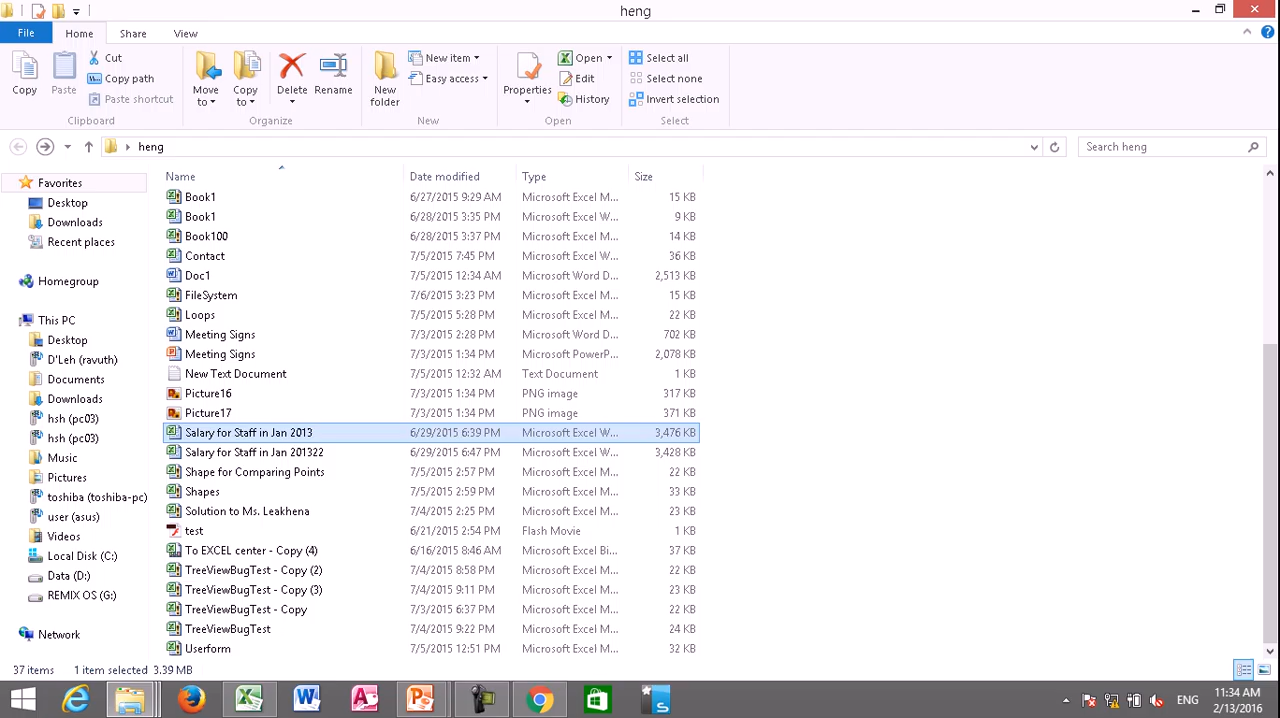 heng
File Home Share View
Copy Paste Cut Copy path Paste shortcut Move to Copy to Delete Rename New folder New item Easy access Properties Open Edit History Select all Select none Invert selection
Clipboard Organize New Open Select
heng Search heng
Name Date modified Type Size
Favorites
Desktop
Downloads
Recent places
Homegroup
This PC
Desktop
D'Leh (ravuth)
Documents
Downloads
hsh (pc03)
hsh (pc03)
Music
Pictures
toshiba (toshiba-pc)
user (asus)
Videos
Local Disk (C:)
Data (D:)
REMIX OS (G:)
Network
Book1 6/27/2015 9:29 AM Microsoft Excel M... 15 KB
Book1 6/28/2015 3:35 PM Microsoft Excel W... 9 KB
Book100 6/28/2015 3:37 PM Microsoft Excel M... 14 KB
Contact 7/5/2015 7:45 PM Microsoft Excel M... 36 KB
Doc1 7/5/2015 12:34 AM Microsoft Word D... 2,513 KB
FileSystem 7/6/2015 3:23 PM Microsoft Excel M... 15 KB
Loops 7/5/2015 5:28 PM Microsoft Excel M... 22 KB
Meeting Signs 7/3/2015 2:28 PM Microsoft Word D... 702 KB
Meeting Signs 7/3/2015 1:34 PM Microsoft PowerP... 2,078 KB
New Text Document 7/5/2015 12:32 AM Text Document 1 KB
Picture16 7/3/2015 1:34 PM PNG image 317 KB
Picture17 7/3/2015 1:34 PM PNG image 371 KB
Salary for Staff in Jan 2013 6/29/2015 6:39 PM Microsoft Excel W... 3,476 KB
Salary for Staff in Jan 201322 6/29/2015 6:47 PM Microsoft Excel W... 3,428 KB
Shape for Comparing Points 7/5/2015 2:57 PM Microsoft Excel M... 22 KB
Shapes 7/5/2015 2:59 PM Microsoft Excel M... 33 KB
Solution to Ms. Leakhena 7/4/2015 2:25 PM Microsoft Excel M... 23 KB
test 6/21/2015 2:54 PM Flash Movie 1 KB
To EXCEL center - Copy (4) 6/16/2015 8:46 AM Microsoft Excel Bi... 37 KB
TreeViewBugTest - Copy (2) 7/4/2015 8:58 PM Microsoft Excel M... 22 KB
TreeViewBugTest - Copy (3) 7/4/2015 9:11 PM Microsoft Excel M... 22 KB
TreeViewBugTest - Copy 7/3/2015 6:37 PM Microsoft Excel M... 22 KB
TreeViewBugTest 7/4/2015 9:22 PM Microsoft Excel M... 24 KB
Userform 7/5/2015 12:51 PM Microsoft Excel M... 32 KB
37 items 1 item selected 3.39 MB
ENG 11:34 AM
2/13/2016